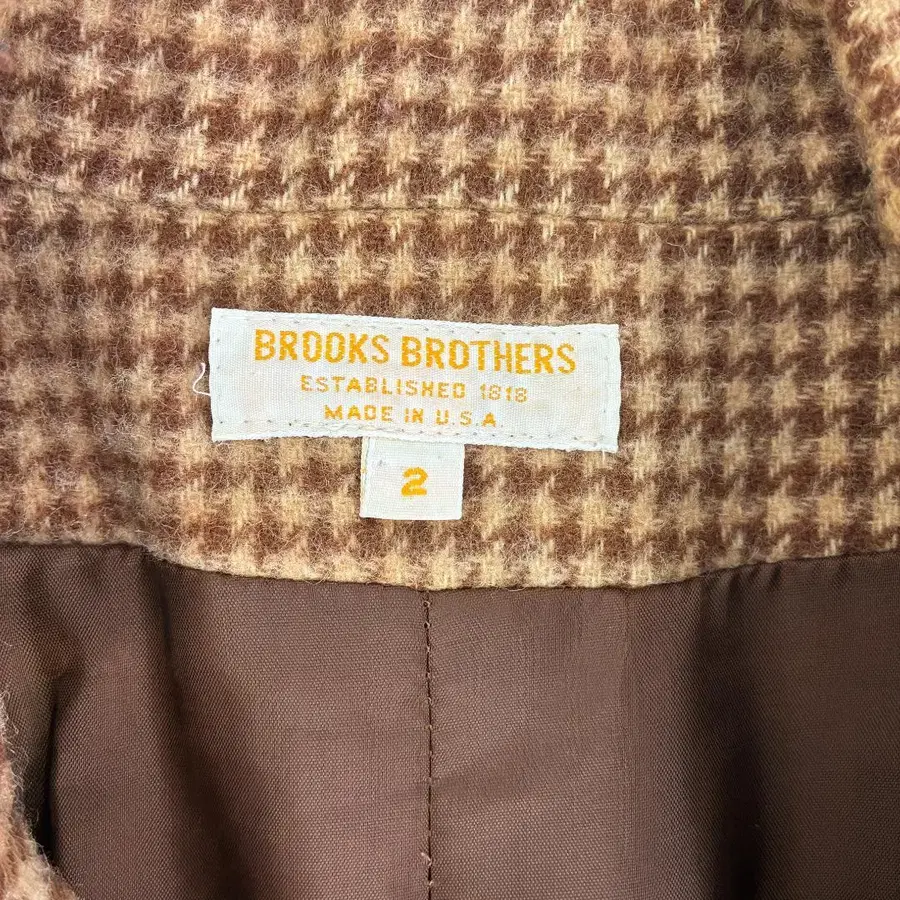 BROOKS BROTHERS
ESTABLISHED 1818
MADE IN U.S.A
2